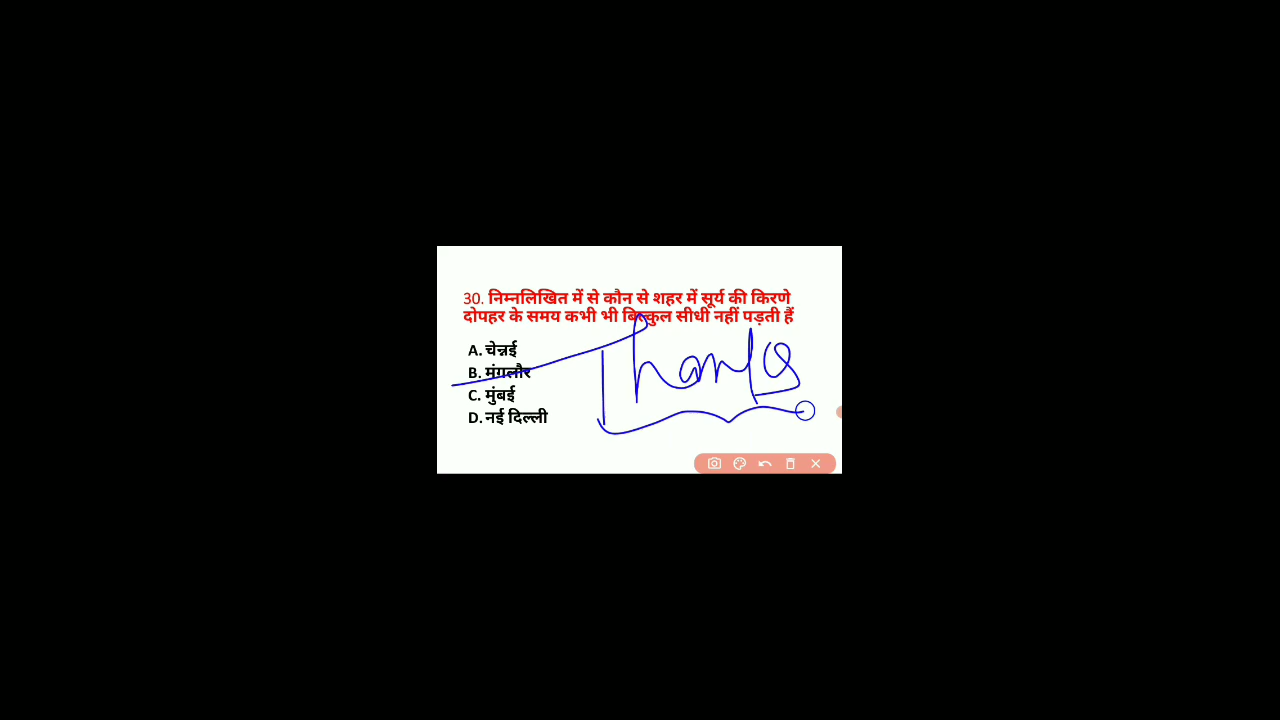 30. निम्नलिखित में से कौन से शहर में सूर्य की किरणे
दोपहर के समय कभी भी बिल्कुल सीधी नहीं पड़ती हैं
A. चेन्नई
B. मंगलौर
C. मुंबई
D. नई दिल्ली
Thanks